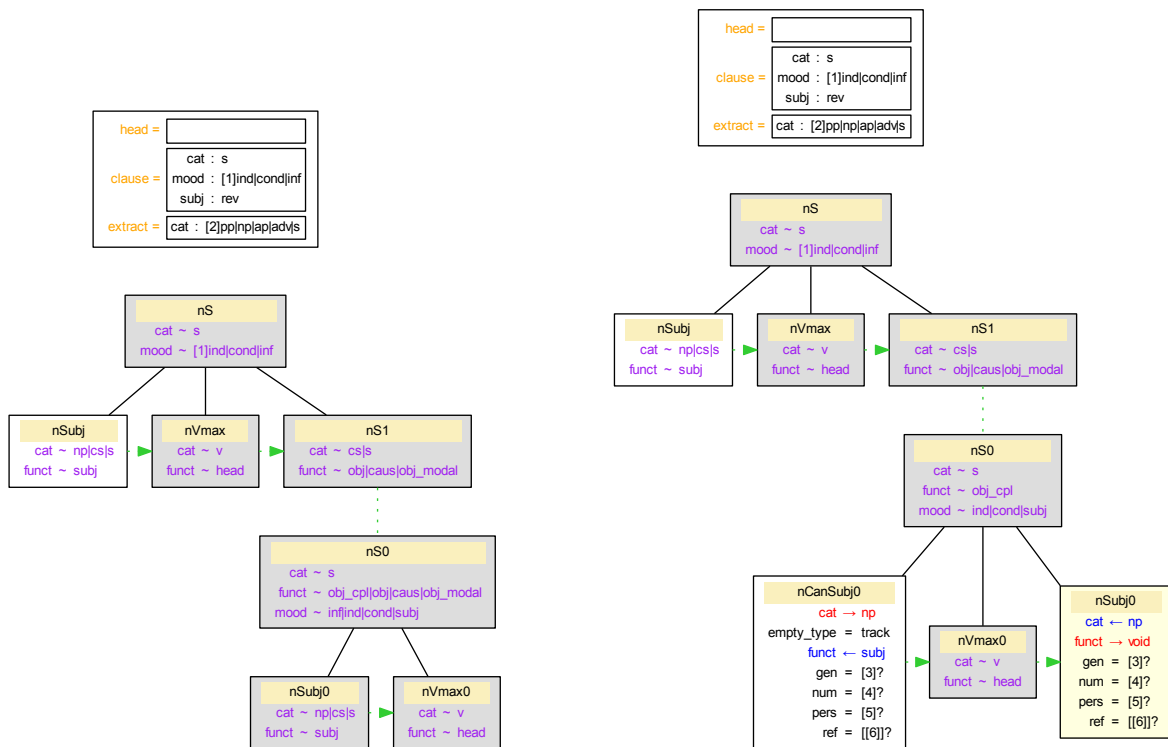 head =
clause =
cat : s
mood : [1]ind|cond|inf
subj : rev
extract = cat : [2]pp|np|ap|adv|s
nS
cat ~ s
mood ~ [1]ind|cond|inf
nSubj
cat ~ np|cs|s
funct ~ subj
nVmax
cat ~ v
funct ~ head
nS1
cat ~ cs|s
funct ~ obj|caus|obj_modal
nS0
cat ~ s
funct ~ obj_cpl|obj|caus|obj_modal
mood ~ inf|ind|cond|subj
nSubj0
cat ~ np|cs|s
funct ~ subj
nVmax0
cat ~ v
funct ~ head
head =
clause =
cat : s
mood : [1]ind|cond|inf
subj : rev
extract = cat : [2]pp|np|ap|adv|s
nS
cat ~ s
mood ~ [1]ind|cond|inf
nSubj
cat ~ np|cs|s
funct ~ subj
nVmax
cat ~ v
funct ~ head
nS1
cat ~ cs|s
funct ~ obj|caus|obj_modal
nS0
cat ~ s
funct ~ obj_cpl
mood ~ ind|cond|subj
nCanSubj0
cat → np
empty_type = track
funct ← subj
gen = [3]?
num = [4]?
pers = [5]?
ref = [[6]]?
nVmax0
cat ~ v
funct ~ head
nSubj0
cat ← np
funct → void
gen = [3]?
num = [4]?
pers = [5]?
ref = [[6]]?